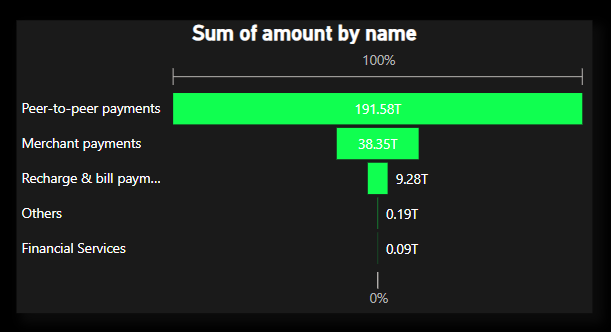 Sum of amount by name
100%
Peer-to-peer payments 191.58T
Merchant payments 38.35T
Recharge & bill paym... 9.28T
Others 0.19T
Financial Services 0.09T
0%